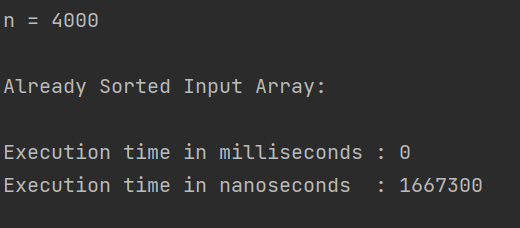 n = 4000
Already Sorted Input Array:
Execution time in milliseconds : 0
Execution time in nanoseconds  : 1667300